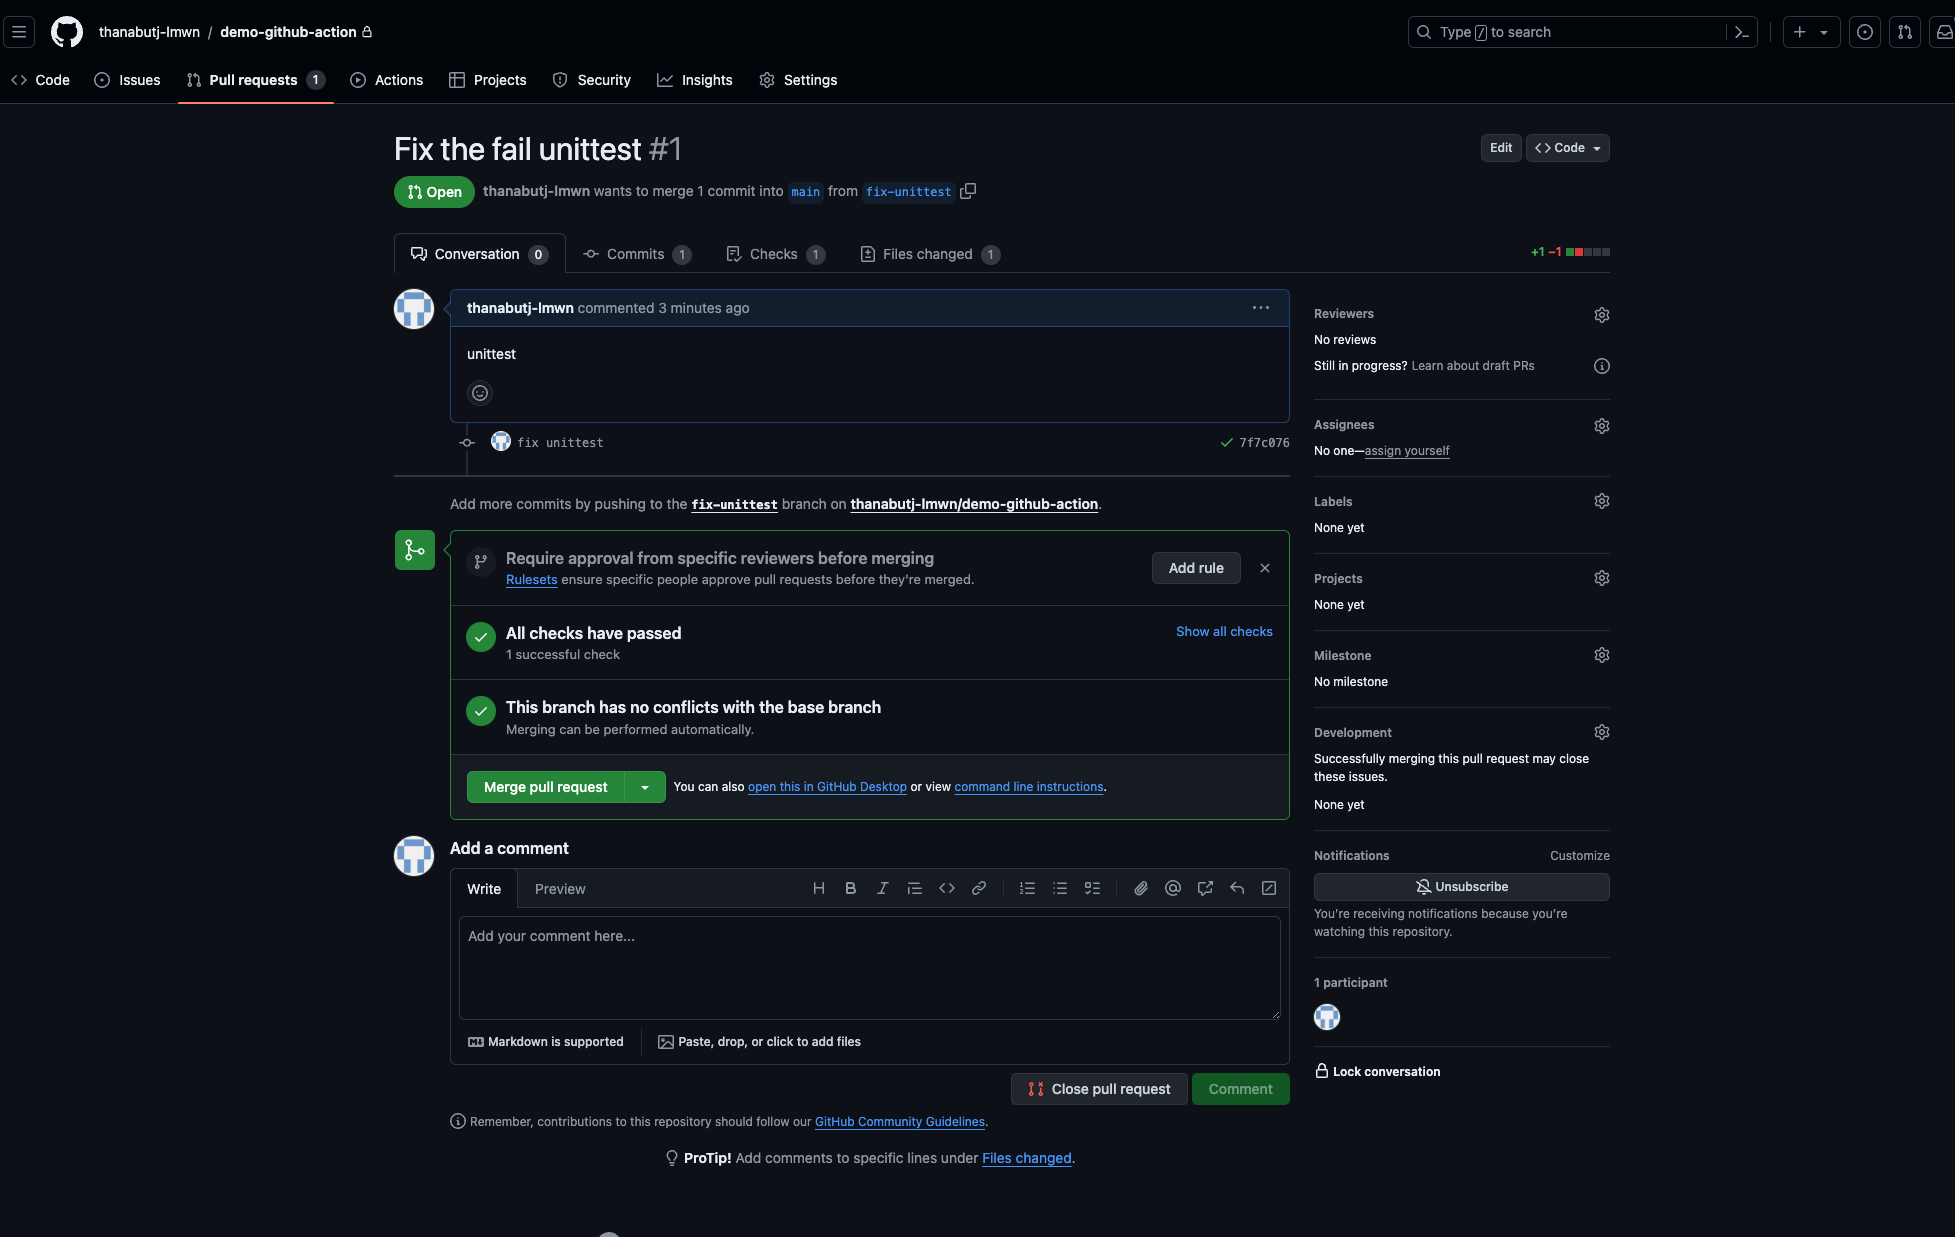 thanabutj-lmwn / demo-github-action
Type / to search
Code
Issues
Pull requests 1
Actions
Projects
Security
Insights
Settings
Fix the fail unittest #1
Edit
Code
Open
thanabutj-lmwn wants to merge 1 commit into main from fix-unittest
Conversation 0
Commits 1
Checks 1
Files changed 1
+1 −1
thanabutj-lmwn commented 3 minutes ago
unittest
fix unittest
7f7c076
Add more commits by pushing to the fix-unittest branch on thanabutj-lmwn/demo-github-action.
Require approval from specific reviewers before merging
Rulesets ensure specific people approve pull requests before they're merged.
Add rule
All checks have passed
1 successful check
Show all checks
This branch has no conflicts with the base branch
Merging can be performed automatically.
Merge pull request
You can also open this in GitHub Desktop or view command line instructions.
Add a comment
Write
Preview
Add your comment here...
Markdown is supported
Paste, drop, or click to add files
Close pull request
Comment
Remember, contributions to this repository should follow our GitHub Community Guidelines.
ProTip! Add comments to specific lines under Files changed.
Reviewers
No reviews
Still in progress? Learn about draft PRs
Assignees
No one—assign yourself
Labels
None yet
Projects
None yet
Milestone
No milestone
Development
Successfully merging this pull request may close
these issues.
None yet
Notifications
Customize
Unsubscribe
You're receiving notifications because you're
watching this repository.
1 participant
Lock conversation